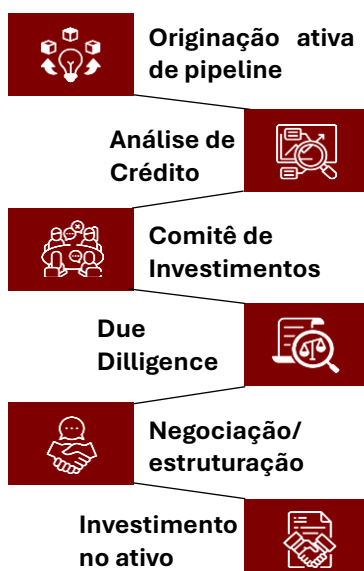 Originação ativa
de pipeline
Análise de
Crédito
Comitê de
Investimentos
Due
Dilligence
Negociação/
estruturação
Investimento
no ativo